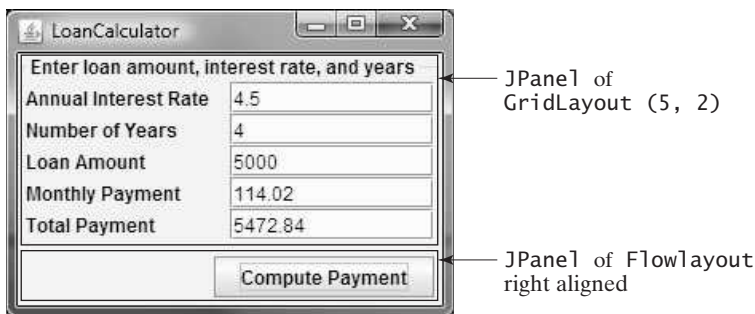 LoanCalculator
Enter loan amount, interest rate, and years
Annual Interest Rate 4.5
Number of Years 4
Loan Amount 5000
Monthly Payment 114.02
Total Payment 5472.84
Compute Payment
JPanel of
GridLayout (5, 2)
JPanel of Flowlayout
right aligned